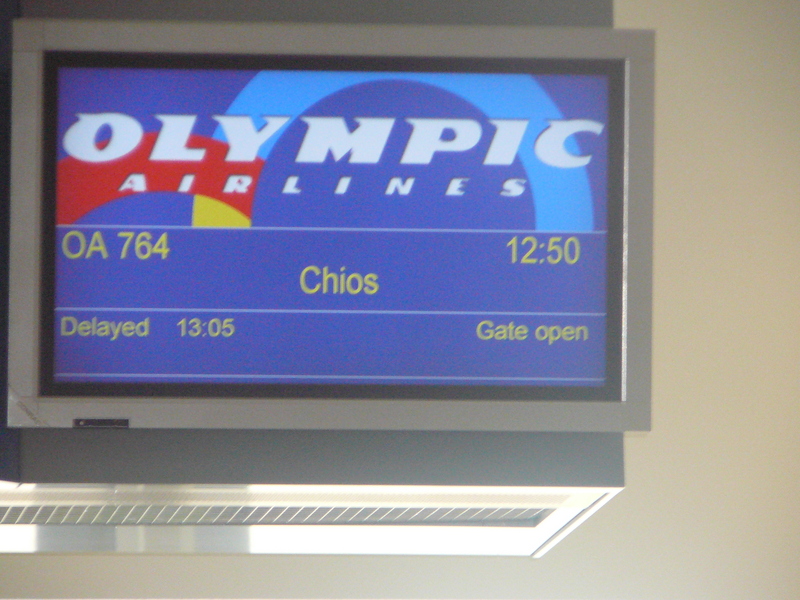 OLYMPIC
AIRLINES
OA 764 12:50
Chios
Delayed 13:05 Gate open